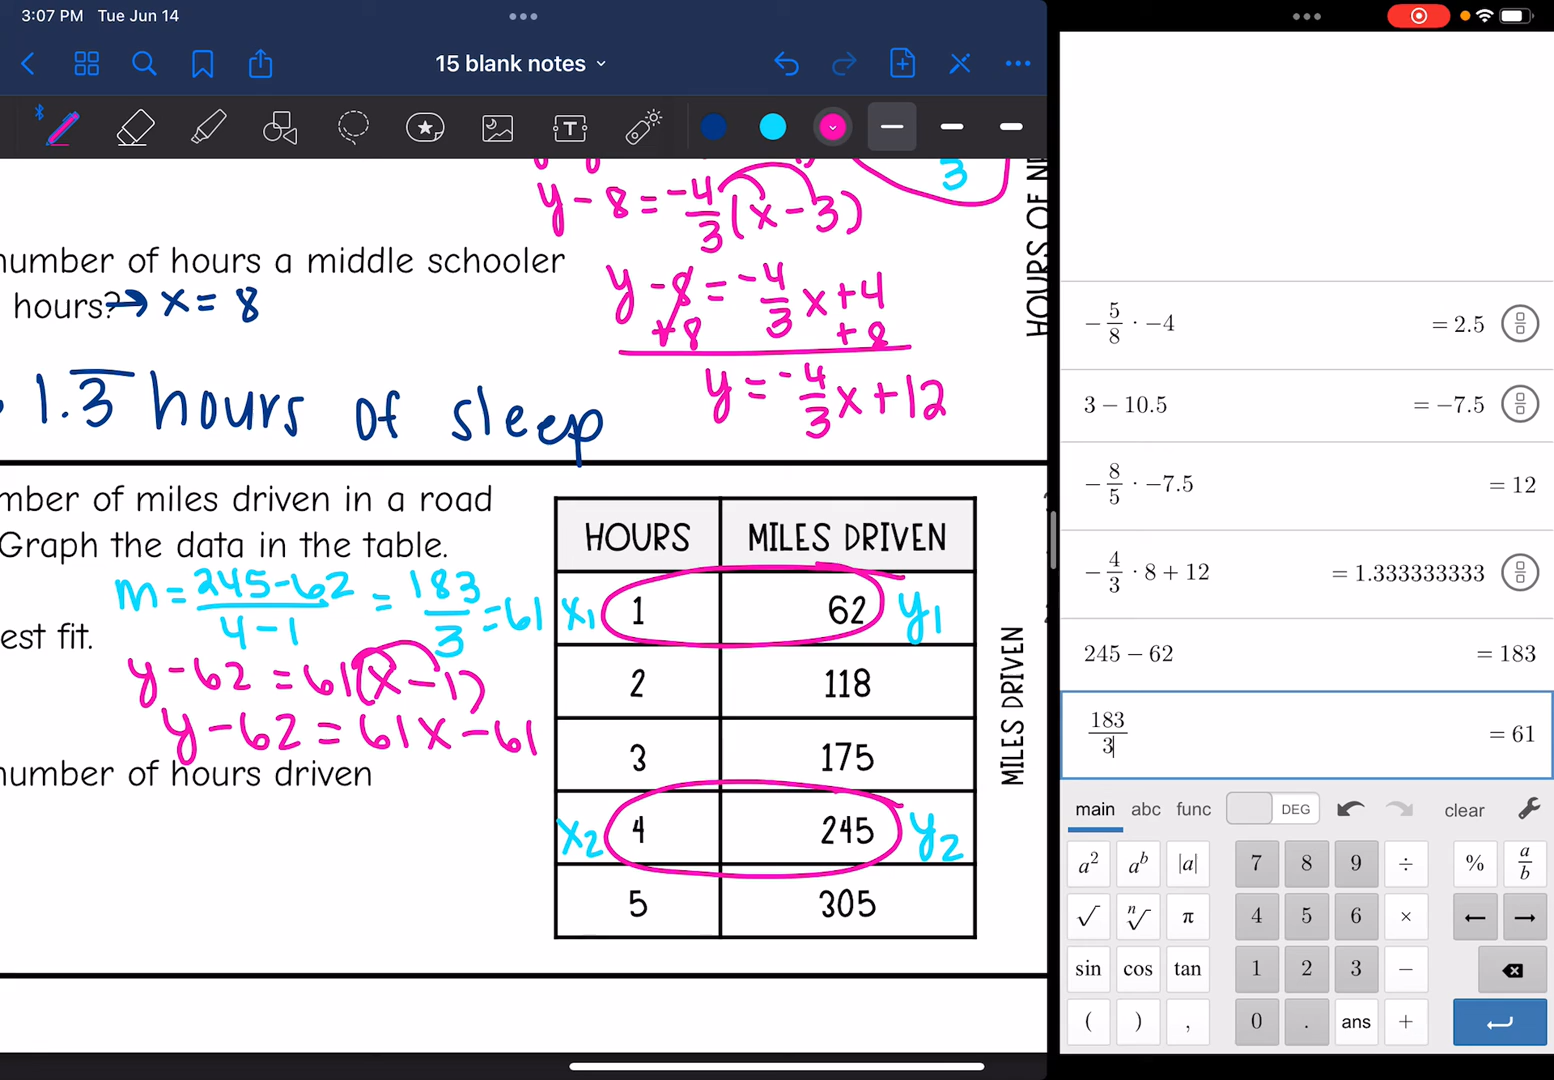 3:07 PM Tue Jun 14
15 blank notes
3
y - 8 = -4/3 (x - 3)
HOURS OF
number of hours a middle schooler
hours? → x = 8
y - 8 = -4/3 x + 4
+8 +8
y = -4/3 x + 12
1.3̅ hours of sleep
mber of miles driven in a road
Graph the data in the table.
m = 245-62 / 4-1 = 183/3 = 61
est fit.
y - 62 = 61(x - 1)
y - 62 = 61x - 61
number of hours driven
HOURS MILES DRIVEN
x1 1 62 y1
2 118
3 175
x2 4 245 y2
5 305
MILES DRIVEN
-5/8 · -4 = 2.5
3 - 10.5 = -7.5
-8/5 · -7.5 = 12
-4/3 · 8 + 12 = 1.333333333
245 - 62 = 183
183/3 = 61
main abc func DEG clear
a² aᵇ |a| 7 8 9 ÷ % a/b
√ ⁿ√ π 4 5 6 × ← →
sin cos tan 1 2 3 −
( ) , 0 . ans +